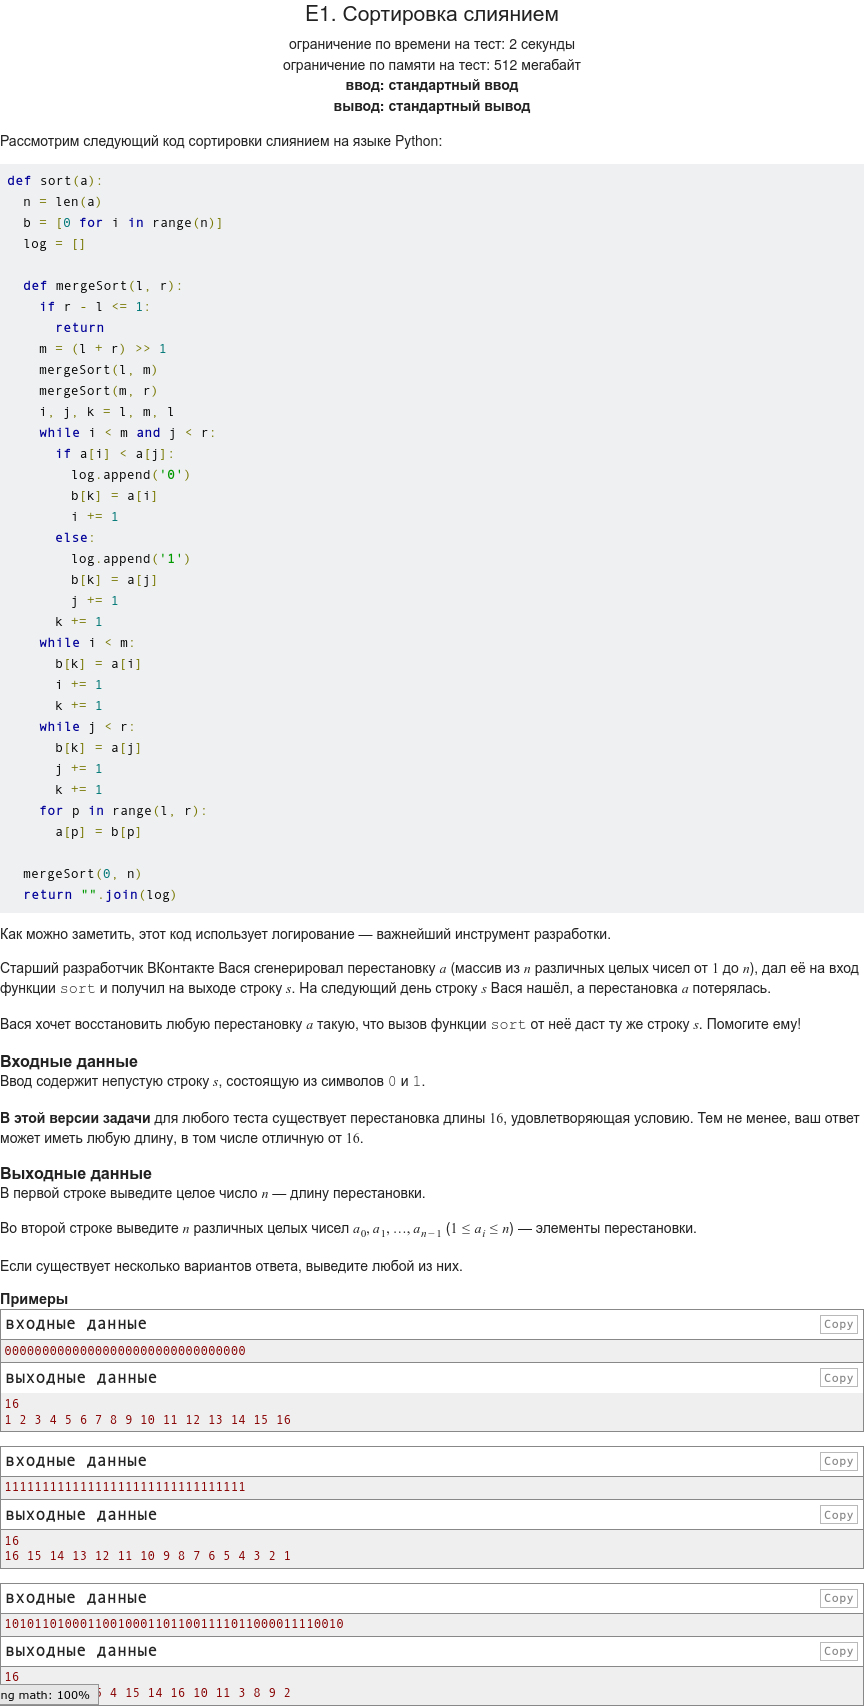 E1. Сортировка слиянием
ограничение по времени на тест: 2 секунды
ограничение по памяти на тест: 512 мегабайт
ввод: стандартный ввод
вывод: стандартный вывод
Рассмотрим следующий код сортировки слиянием на языке Python:
def sort(a):
  n = len(a)
  b = [0 for i in range(n)]
  log = []
  def mergeSort(l, r):
    if r - l <= 1:
      return
    m = (l + r) >> 1
    mergeSort(l, m)
    mergeSort(m, r)
    i, j, k = l, m, l
    while i < m and j < r:
      if a[i] < a[j]:
        log.append('0')
        b[k] = a[i]
        i += 1
      else:
        log.append('1')
        b[k] = a[j]
        j += 1
      k += 1
    while i < m:
      b[k] = a[i]
      i += 1
      k += 1
    while j < r:
      b[k] = a[j]
      j += 1
      k += 1
    for p in range(l, r):
      a[p] = b[p]
  mergeSort(0, n)
  return "".join(log)
Как можно заметить, этот код использует логирование — важнейший инструмент разработки.
Старший разработчик ВКонтакте Вася сгенерировал перестановку a (массив из n различных целых чисел от 1 до n), дал её на вход
функции sort и получил на выходе строку s. На следующий день строку s Вася нашёл, а перестановка a потерялась.
Вася хочет восстановить любую перестановку a такую, что вызов функции sort от неё даст ту же строку s. Помогите ему!
Входные данные
Ввод содержит непустую строку s, состоящую из символов 0 и 1.
В этой версии задачи для любого теста существует перестановка длины 16, удовлетворяющая условию. Тем не менее, ваш ответ
может иметь любую длину, в том числе отличную от 16.
Выходные данные
В первой строке выведите целое число n — длину перестановки.
Во второй строке выведите n различных целых чисел a0, a1, …, an − 1 (1 ≤ ai ≤ n) — элементы перестановки.
Если существует несколько вариантов ответа, выведите любой из них.
Примеры
входные данные Copy
00000000000000000000000000000000
выходные данные Copy
16
1 2 3 4 5 6 7 8 9 10 11 12 13 14 15 16
входные данные Copy
11111111111111111111111111111111
выходные данные Copy
16
16 15 14 13 12 11 10 9 8 7 6 5 4 3 2 1
входные данные Copy
101011010001100100011011001111011000011110010
выходные данные Copy
16
4 15 14 16 10 11 3 8 9 2
ng math: 100%